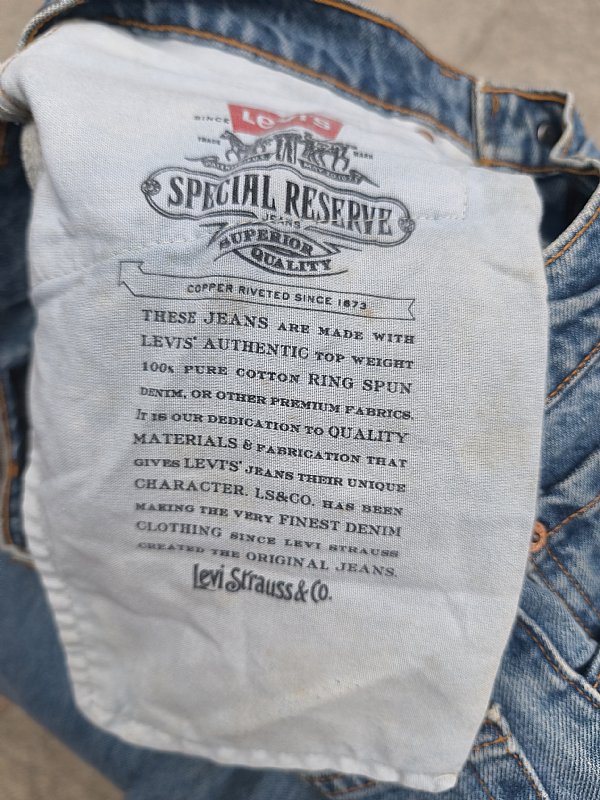 LEVI'S
SINCE
TRADE MARK
SPECIAL RESERVE
JEANS
SUPERIOR
QUALITY
COPPER RIVETED SINCE 1873
THESE JEANS ARE MADE WITH
LEVI'S' AUTHENTIC TOP WEIGHT
100% PURE COTTON RING SPUN
DENIM, OR OTHER PREMIUM FABRICS.
IT IS OUR DEDICATION TO QUALITY
MATERIALS & FABRICATION THAT
GIVES LEVI'S' JEANS THEIR UNIQUE
CHARACTER. LS&CO. HAS BEEN
MAKING THE VERY FINEST DENIM
CLOTHING SINCE LEVI STRAUSS
CREATED THE ORIGINAL JEANS.
Levi Strauss & Co.